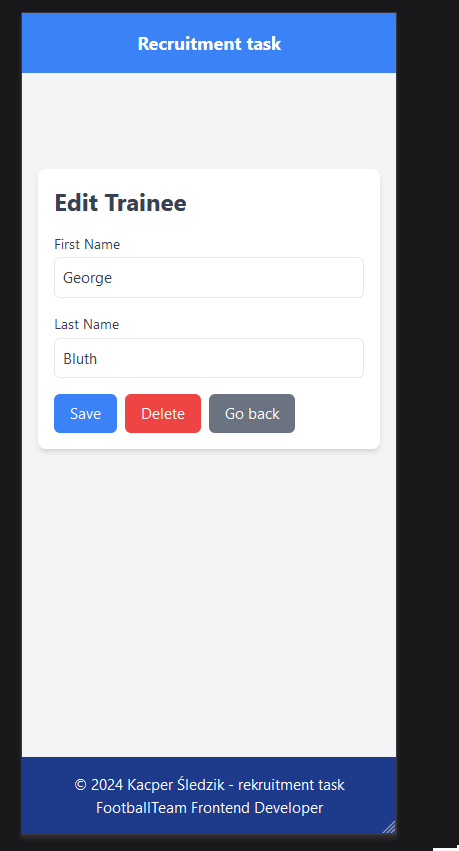 Recruitment task
Edit Trainee
First Name
George
Last Name
Bluth
Save Delete Go back
© 2024 Kacper Śledzik - rekruitment task
FootballTeam Frontend Developer